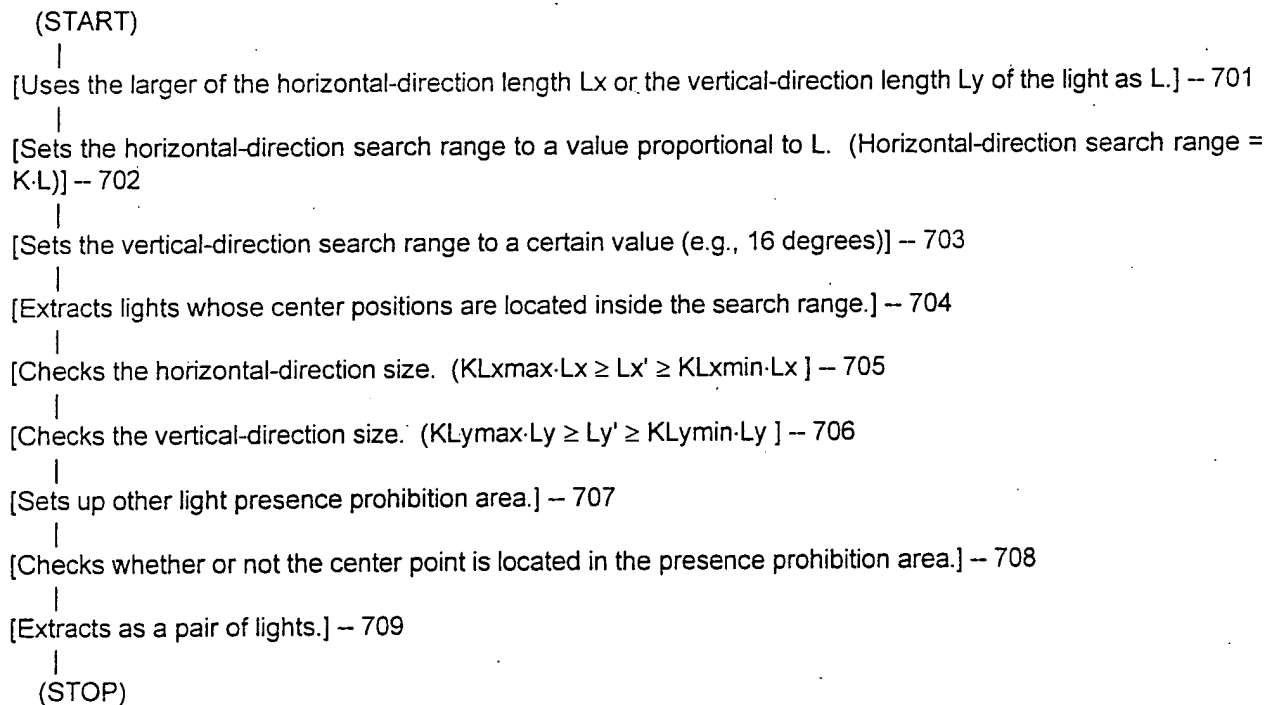 (START)
|
[Uses the larger of the horizontal-direction length Lx or the vertical-direction length Ly of the light as L.] -- 701
|
[Sets the horizontal-direction search range to a value proportional to L. (Horizontal-direction search range =
K·L)] -- 702
|
[Sets the vertical-direction search range to a certain value (e.g., 16 degrees)] -- 703
|
[Extracts lights whose center positions are located inside the search range.] -- 704
|
[Checks the horizontal-direction size. (KLxmax·Lx ≥ Lx' ≥ KLxmin·Lx ] -- 705
|
[Checks the vertical-direction size. (KLymax·Ly ≥ Ly' ≥ KLymin·Ly ] -- 706
|
[Sets up other light presence prohibition area.] -- 707
|
[Checks whether or not the center point is located in the presence prohibition area.] -- 708
|
[Extracts as a pair of lights.] -- 709
|
(STOP)